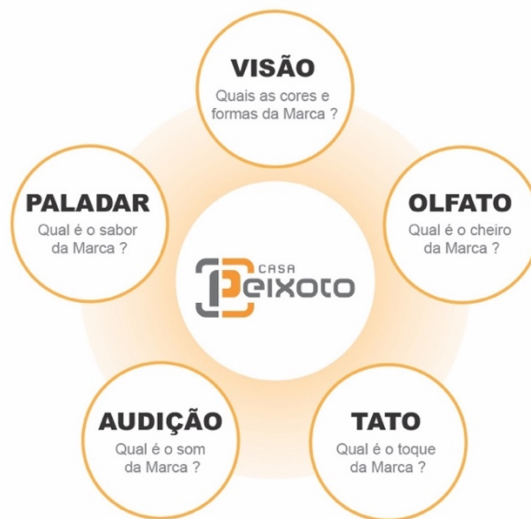 VISÃO
Quais as cores e
formas da Marca ?
PALADAR
Qual é o sabor
da Marca ?
OLFATO
Qual é o cheiro
da Marca ?
CASA
Peixoto
AUDIÇÃO
Qual é o som
da Marca ?
TATO
Qual é o toque
da Marca ?